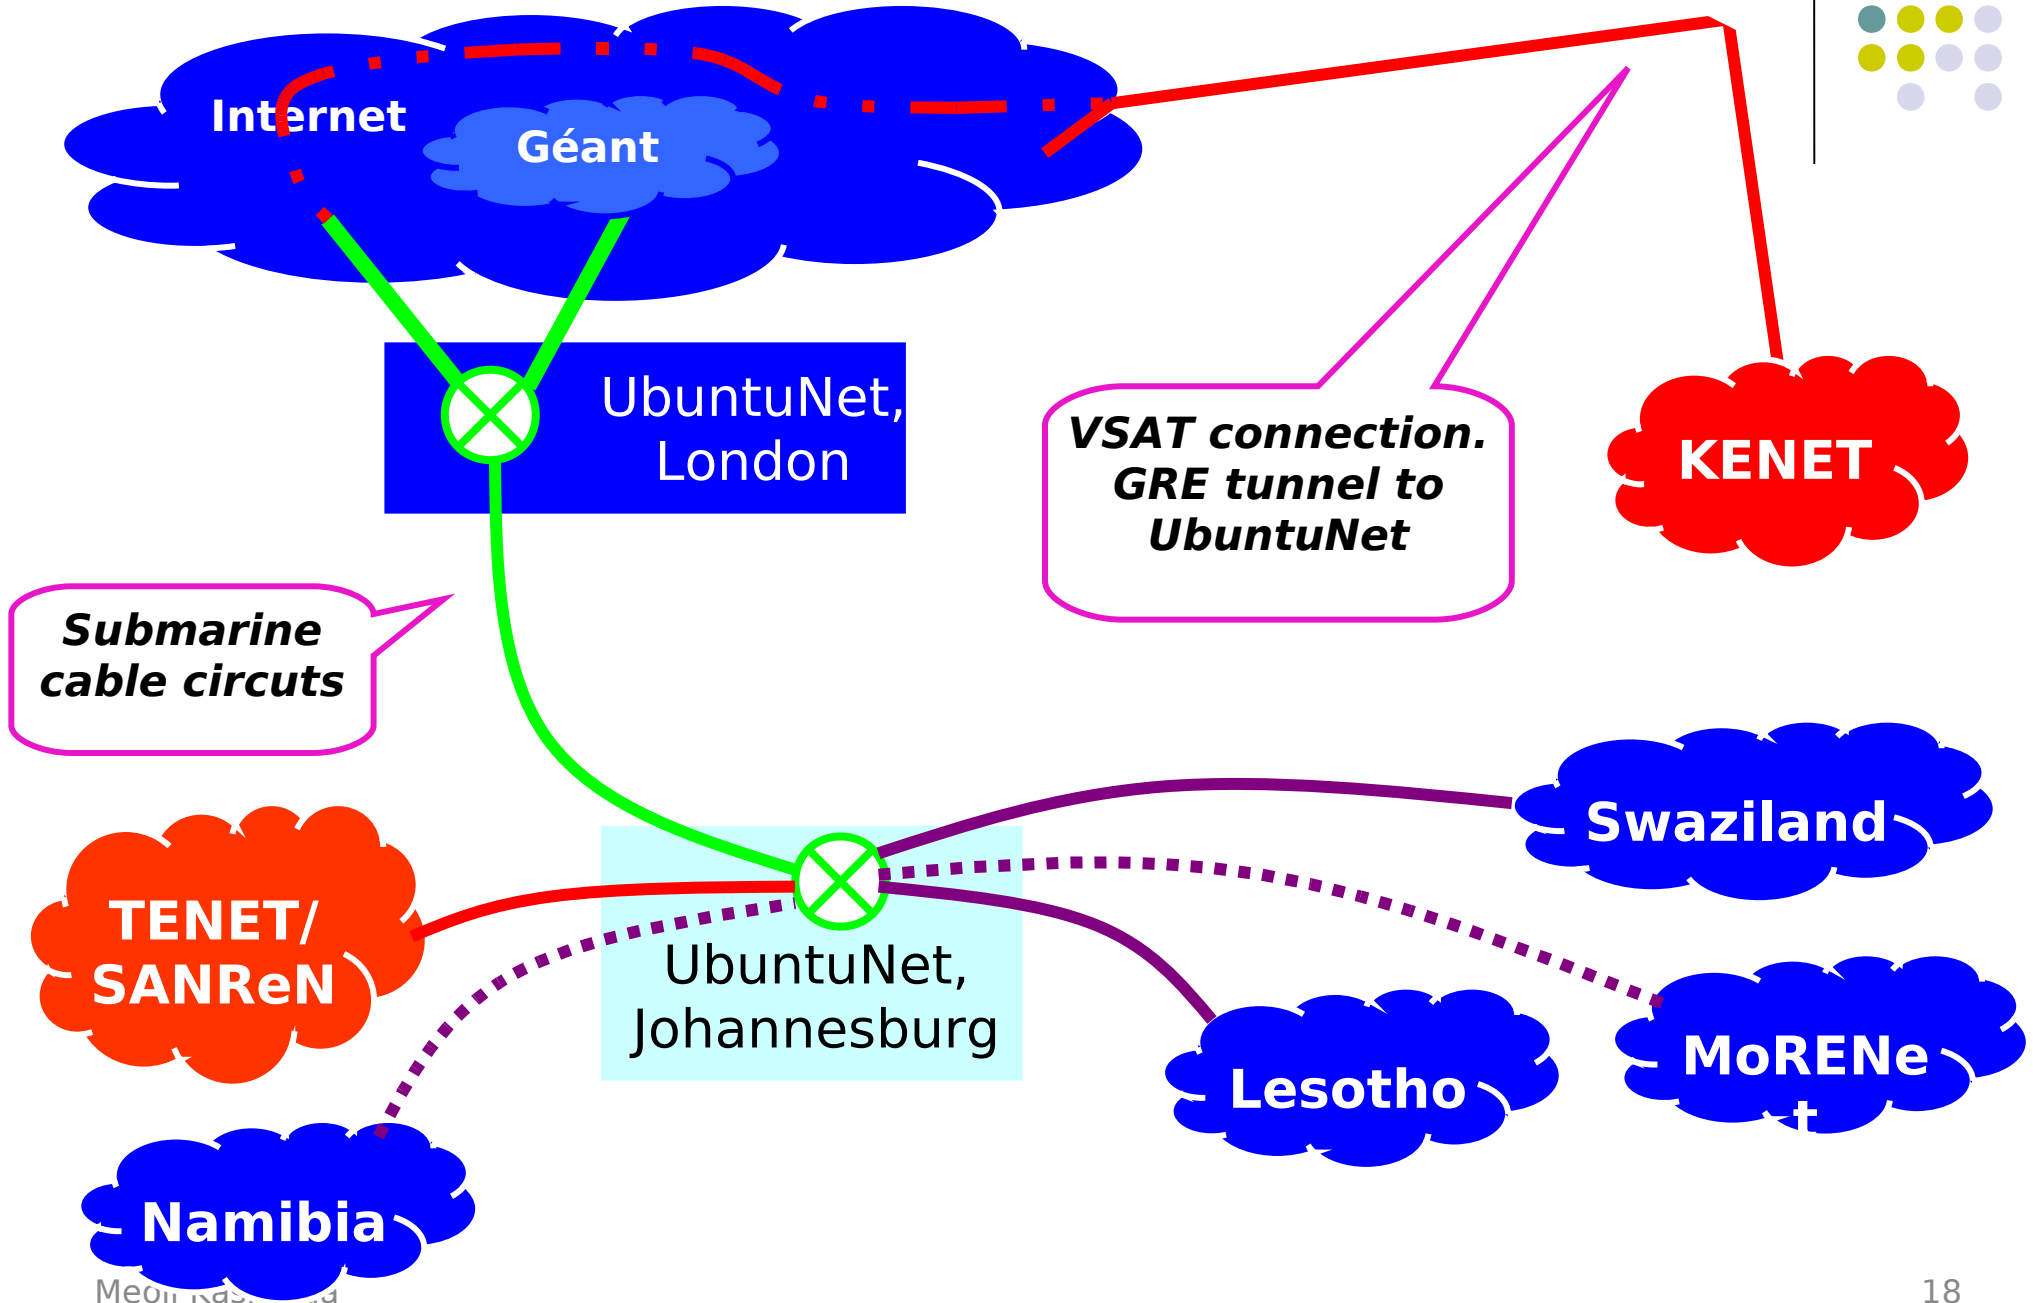 Internet
Géant
UbuntuNet,
London
VSAT connection.
GRE tunnel to
UbuntuNet
KENET
Submarine
cable circuts
Swaziland
TENET/
SANReN
UbuntuNet,
Johannesburg
MoRENe
t
Lesotho
Namibia
18